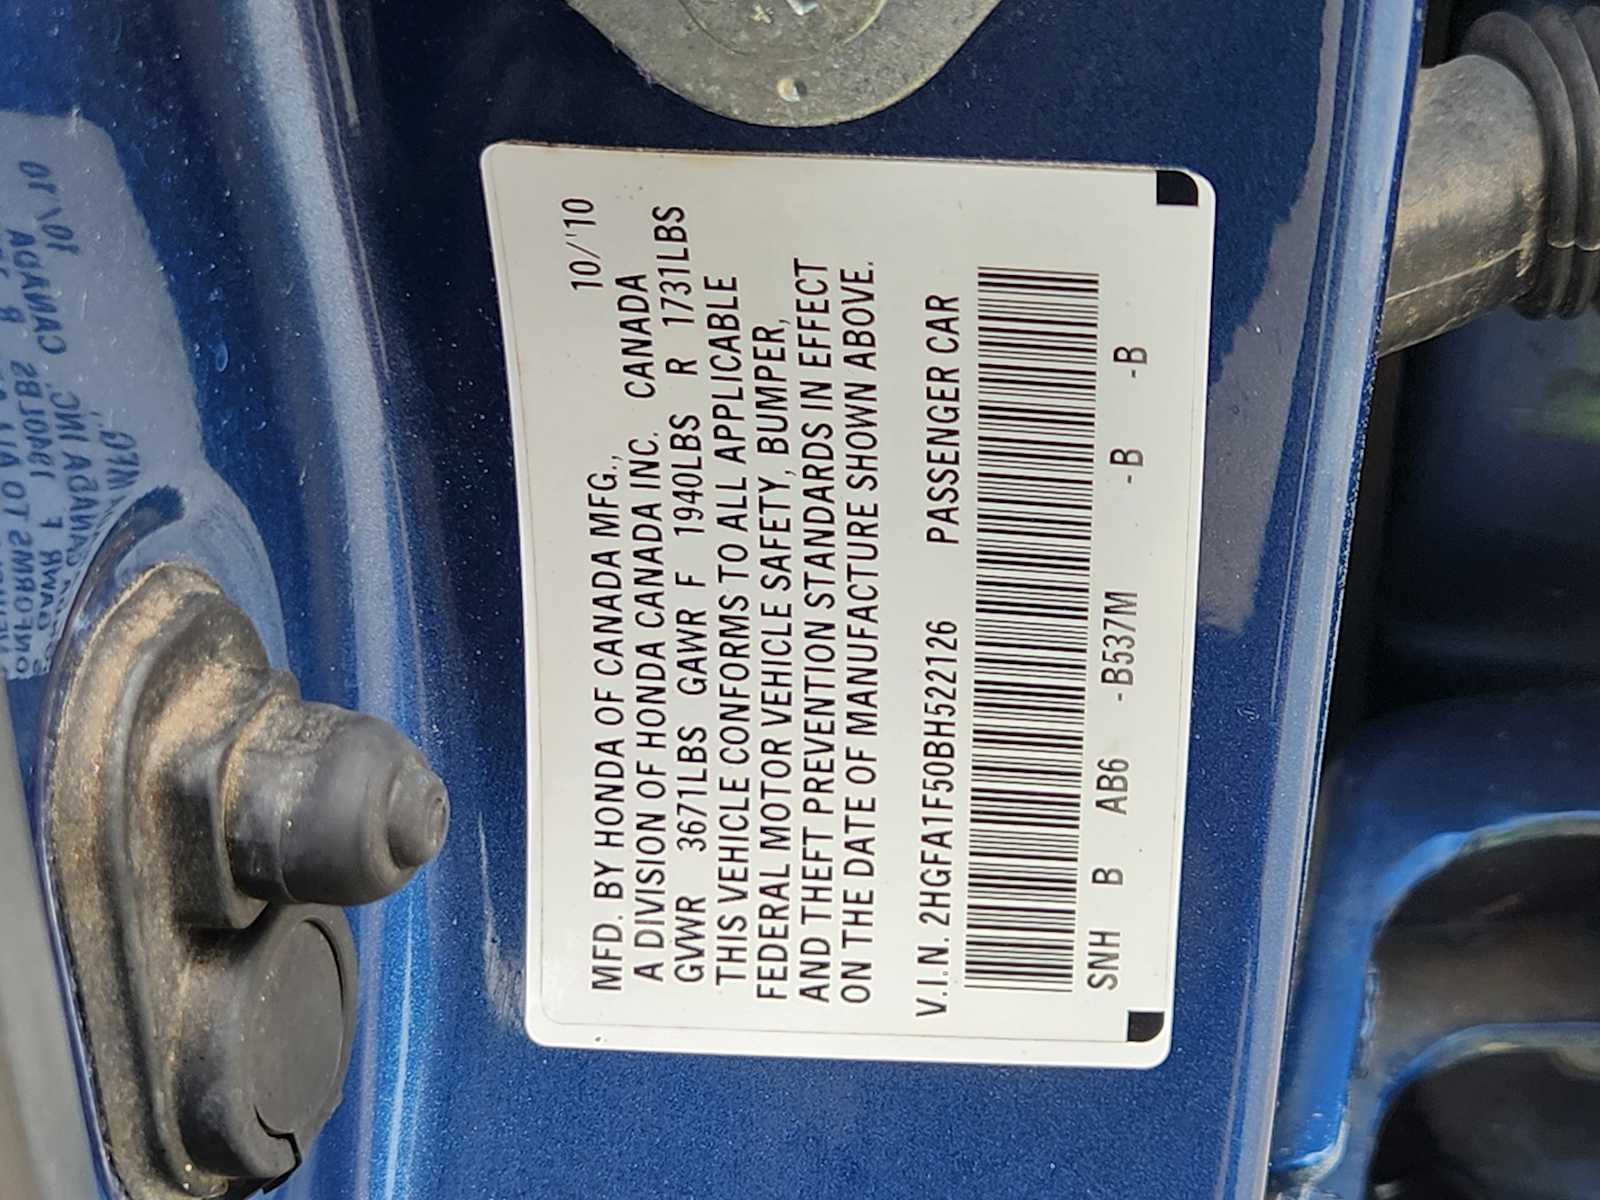 MFD. BY HONDA OF CANADA MFG., 10/'10
A DIVISION OF HONDA CANADA INC. CANADA
GVWR 3671LBS GAWR F 1940LBS R 1731LBS
THIS VEHICLE CONFORMS TO ALL APPLICABLE
FEDERAL MOTOR VEHICLE SAFETY, BUMPER,
AND THEFT PREVENTION STANDARDS IN EFFECT
ON THE DATE OF MANUFACTURE SHOWN ABOVE.
V.I.N. 2HGFA1F50BH522126 PASSENGER CAR
SNH B AB6 -B537M -B -B